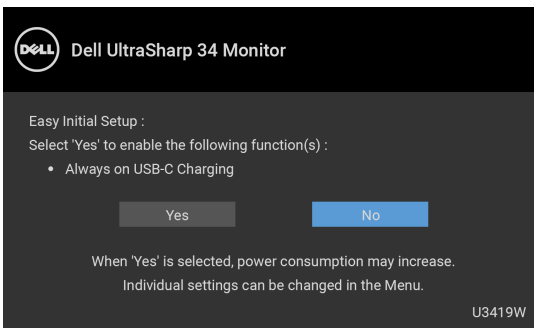 DELL Dell UltraSharp 34 Monitor
Easy Initial Setup :
Select 'Yes' to enable the following function(s) :
• Always on USB-C Charging
Yes No
When 'Yes' is selected, power consumption may increase.
Individual settings can be changed in the Menu.
U3419W